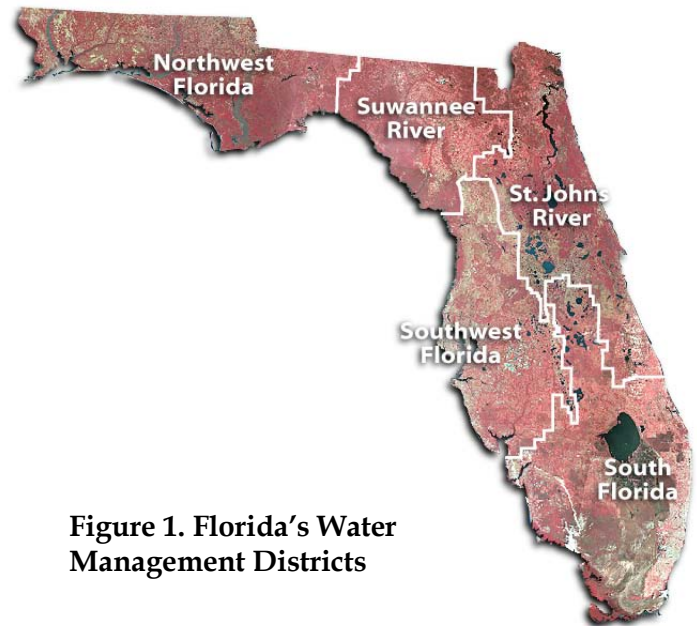 Northwest
Florida
Suwannee
River
St. Johns
River
Southwest
Florida
South
Florida
Figure 1. Florida’s Water
Management Districts